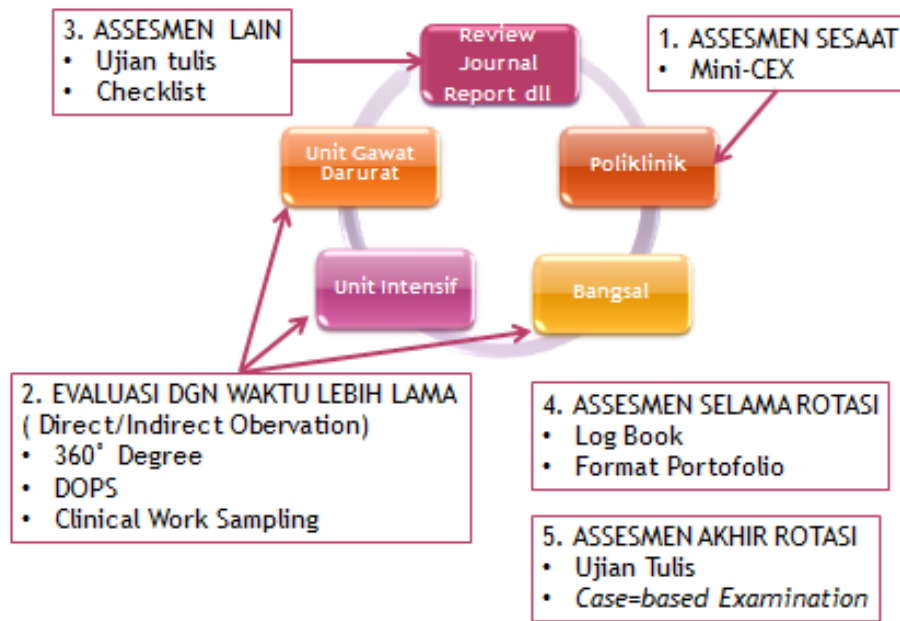 3. ASSESMEN LAIN
• Ujian tulis
• Checklist
Review
Journal
Report dll
1. ASSESMEN SESAAT
• Mini-CEX
Unit Gawat
Darurat
Poliklinik
Unit Intensif
Bangsal
2. EVALUASI DGN WAKTU LEBIH LAMA
( Direct/Indirect Obervation)
• 360˚ Degree
• DOPS
• Clinical Work Sampling
4. ASSESMEN SELAMA ROTASI
• Log Book
• Format Portofolio
5. ASSESMEN AKHIR ROTASI
• Ujian Tulis
• Case=based Examination